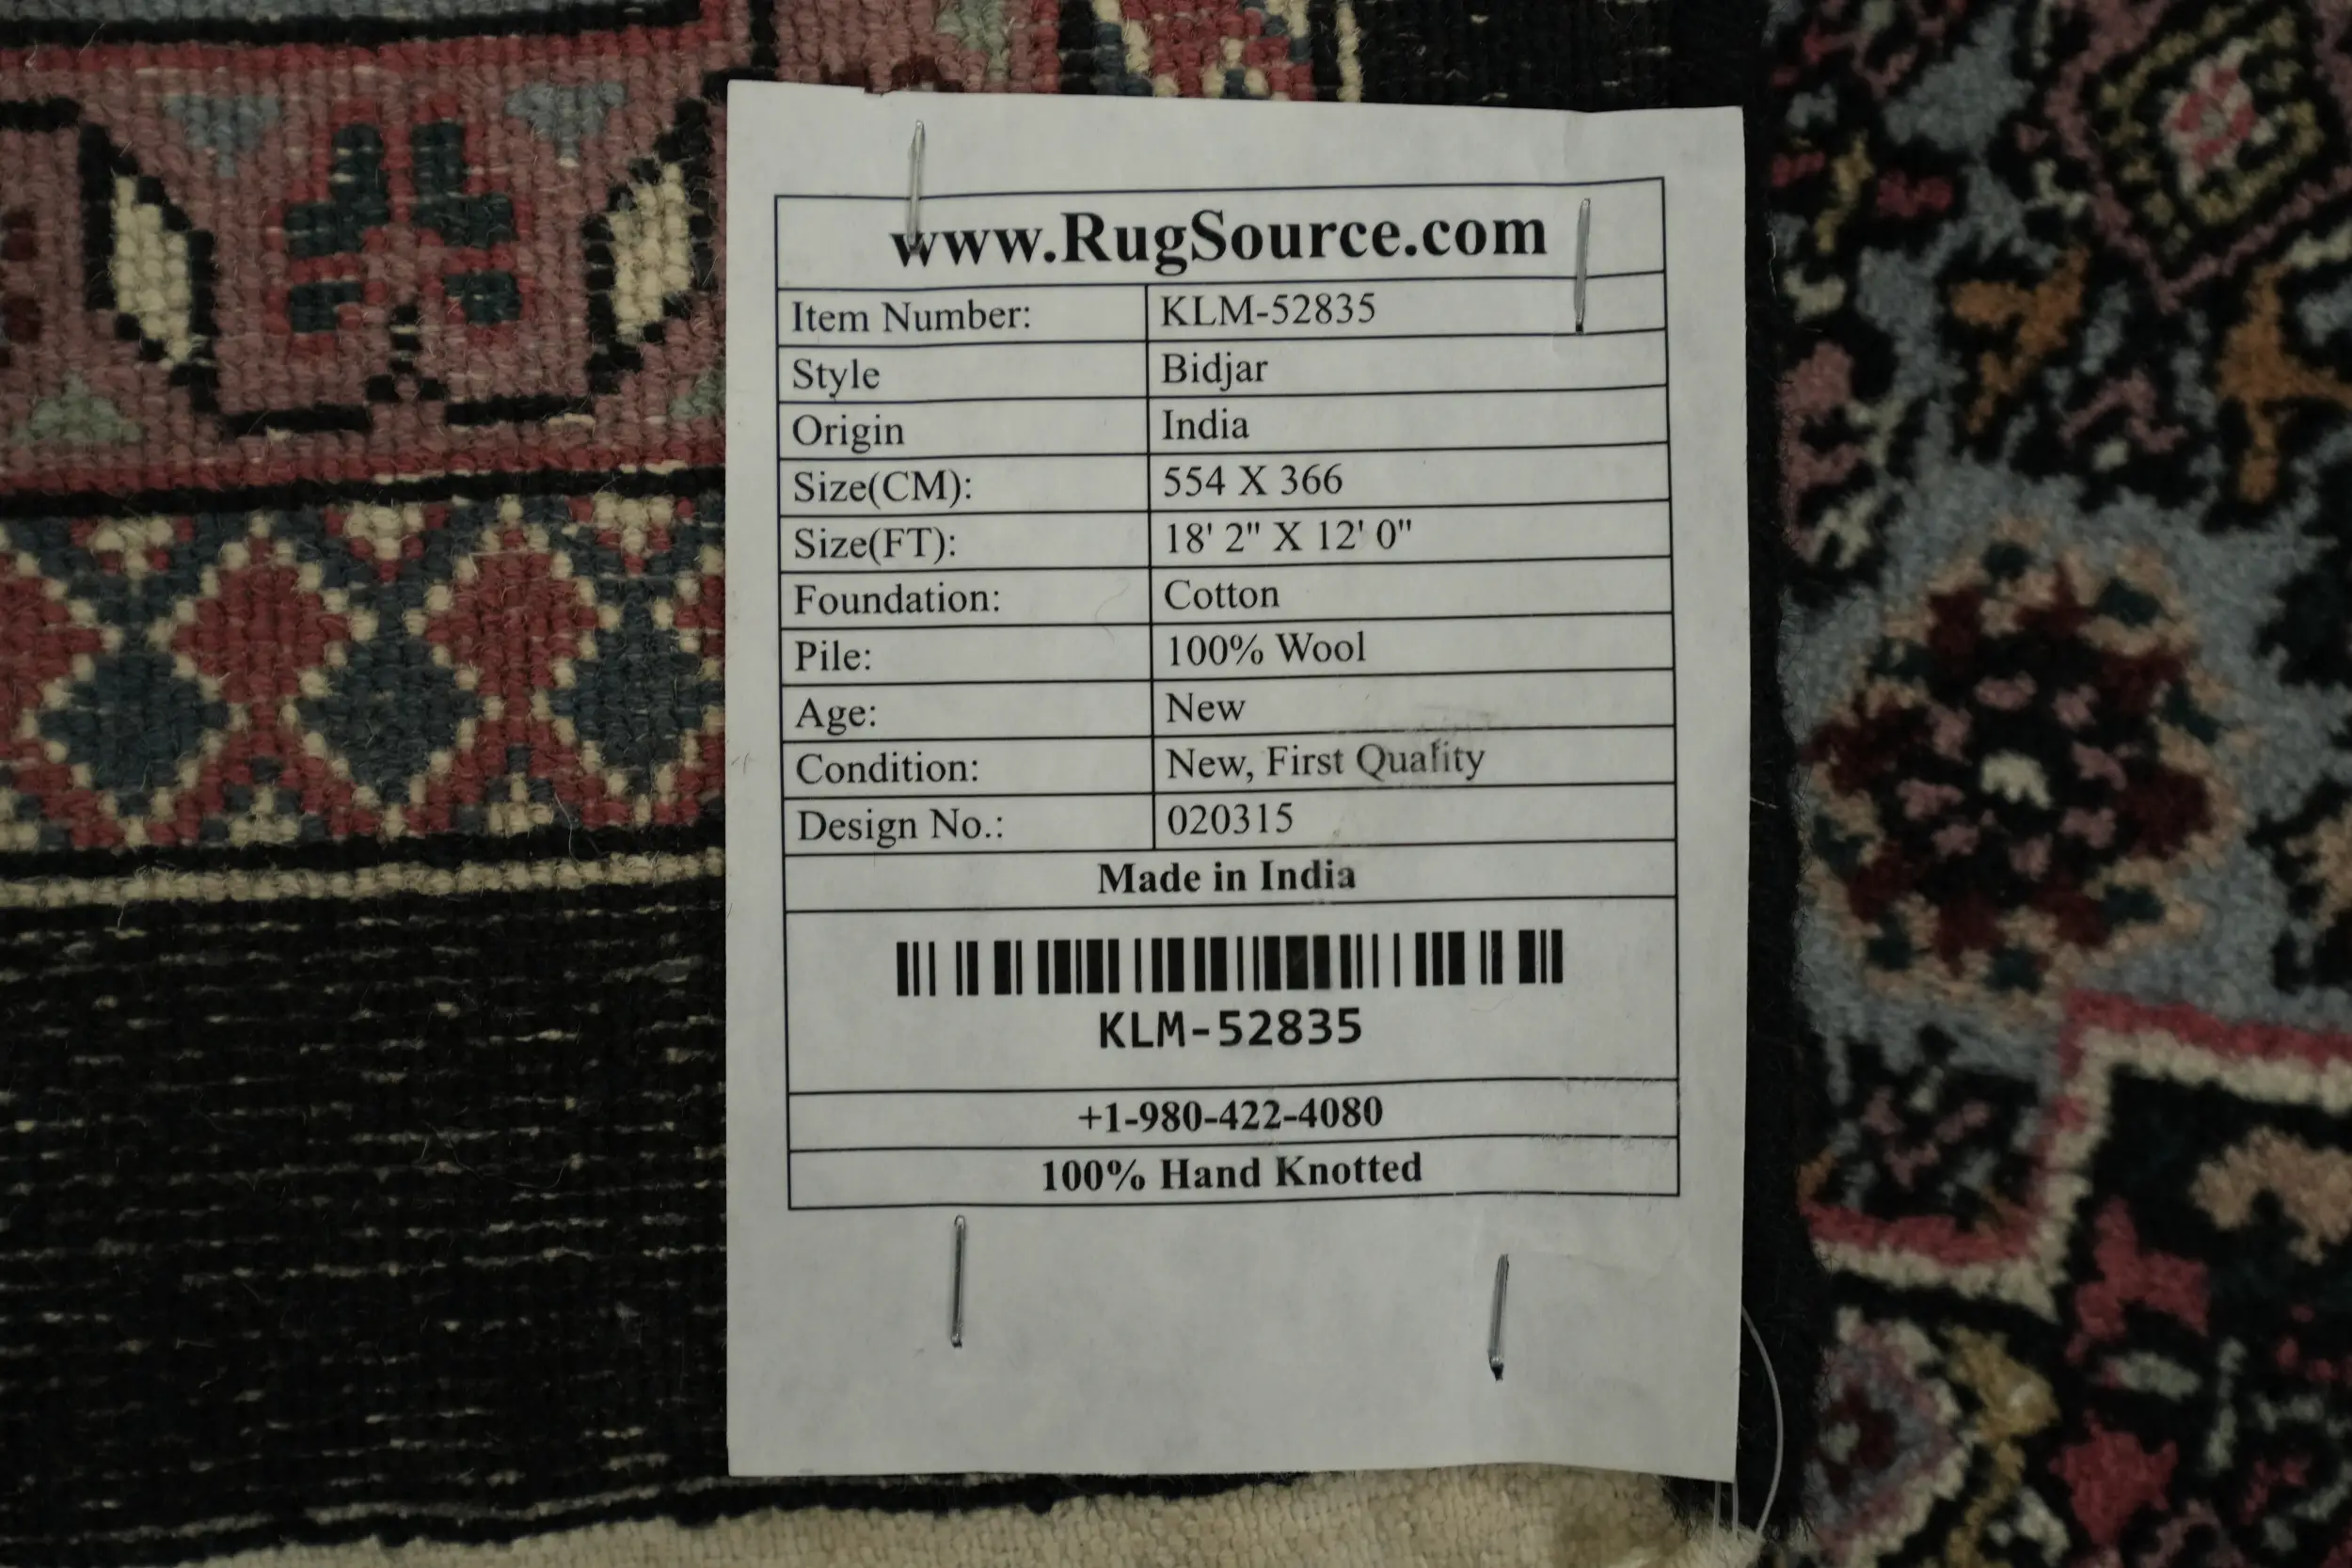 www.RugSource.com
Item Number: KLM-52835
Style Bidjar
Origin India
Size(CM): 554 X 366
Size(FT): 18' 2" X 12' 0"
Foundation: Cotton
Pile: 100% Wool
Age: New
Condition: New, First Quality
Design No.: 020315
Made in India
KLM-52835
+1-980-422-4080
100% Hand Knotted